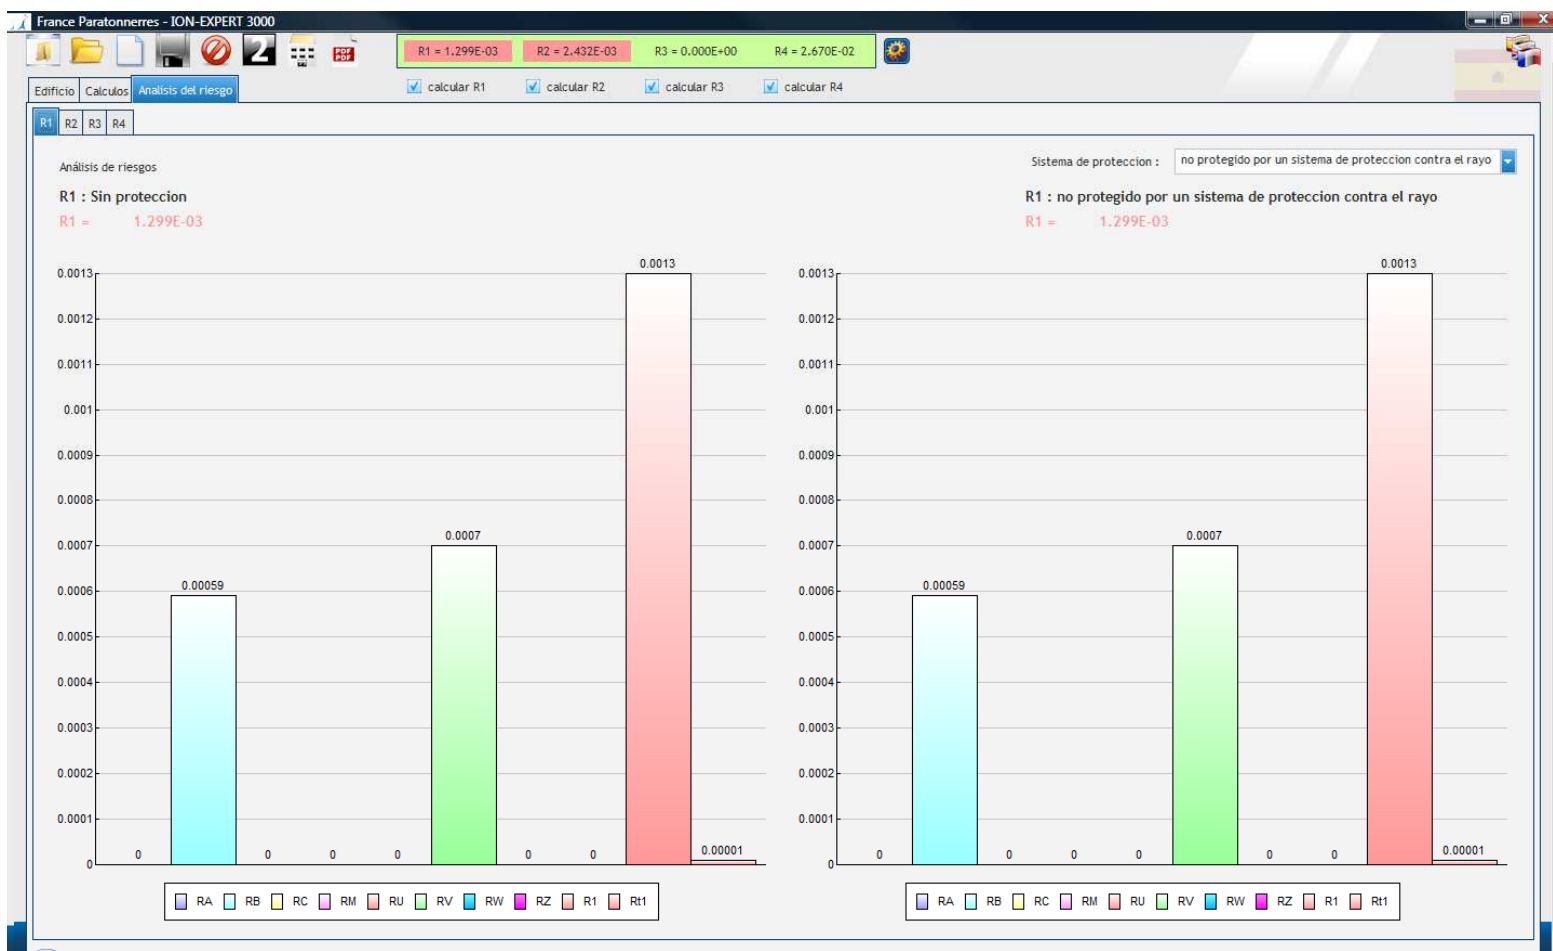 France Paratonnerres - ION-EXPERT 3000
2
PDF
PDF
R1 = 1.299E-03
R2 = 2.432E-03
R3 = 0.000E+00
R4 = 2.670E-02
Edificio
Calculos
Analisis del riesgo
calcular R1
calcular R2
calcular R3
calcular R4
R1
R2
R3
R4
Análisis de riesgos
Sistema de proteccion :
no protegido por un sistema de proteccion contra el rayo
R1 : Sin proteccion
R1 = 1.299E-03
R1 : no protegido por un sistema de proteccion contra el rayo
R1 = 1.299E-03
0.0013
0.0012
0.0011
0.001
0.0009
0.0008
0.0007
0.0006
0.0005
0.0004
0.0003
0.0002
0.0001
0
0
0.00059
0
0
0
0.0007
0
0
0.0013
0.00001
RA RB RC RM RU RV RW RZ R1 Rt1
0.0013
0.0012
0.0011
0.001
0.0009
0.0008
0.0007
0.0006
0.0005
0.0004
0.0003
0.0002
0.0001
0
0
0.00059
0
0
0
0.0007
0
0
0.0013
0.00001
RA RB RC RM RU RV RW RZ R1 Rt1